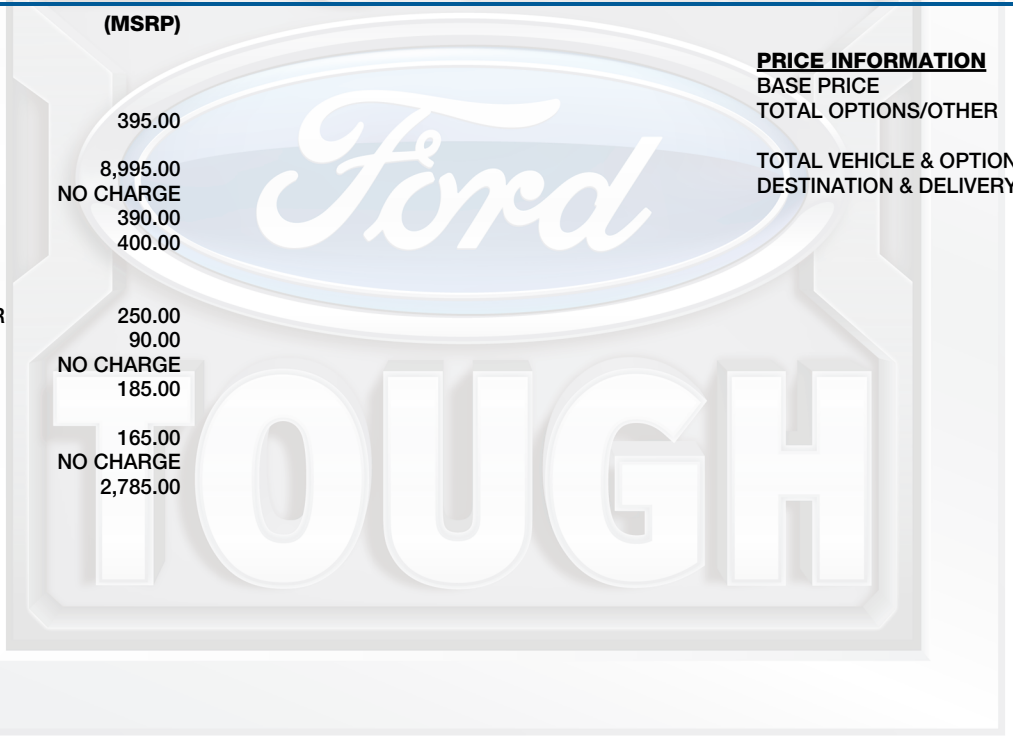 (MSRP)
395.00
8,995.00
NO CHARGE
390.00
400.00
R 250.00
90.00
NO CHARGE
185.00
165.00
NO CHARGE
2,785.00
PRICE INFORMATION
BASE PRICE
TOTAL OPTIONS/OTHER
TOTAL VEHICLE & OPTION
DESTINATION & DELIVERY
Ford
TOUGH